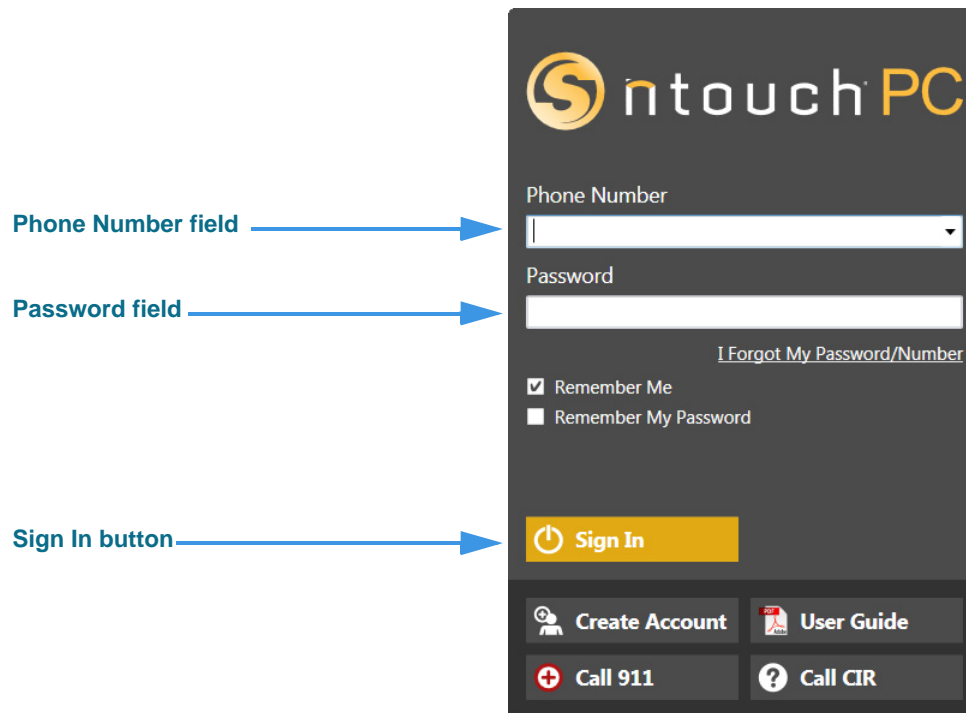 ntouch PC
Phone Number
Phone Number field
Password
Password field
I Forgot My Password/Number
Remember Me
Remember My Password
Sign In button
Sign In
Create Account
User Guide
Call 911
Call CIR